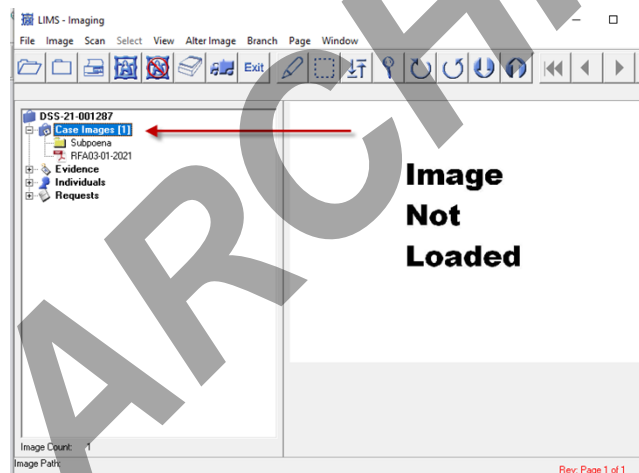 LIMS - Imaging
File Image Scan Select View Alter Image Branch Page Window
Exit
DSS-21-001287
Case Images [1]
Subpoena
RFA03-01-2021
Evidence
Individuals
Requests
Image
Not
Loaded
ARCHI
Image Count: 1
Image Path:
Rev: Page 1 of 1